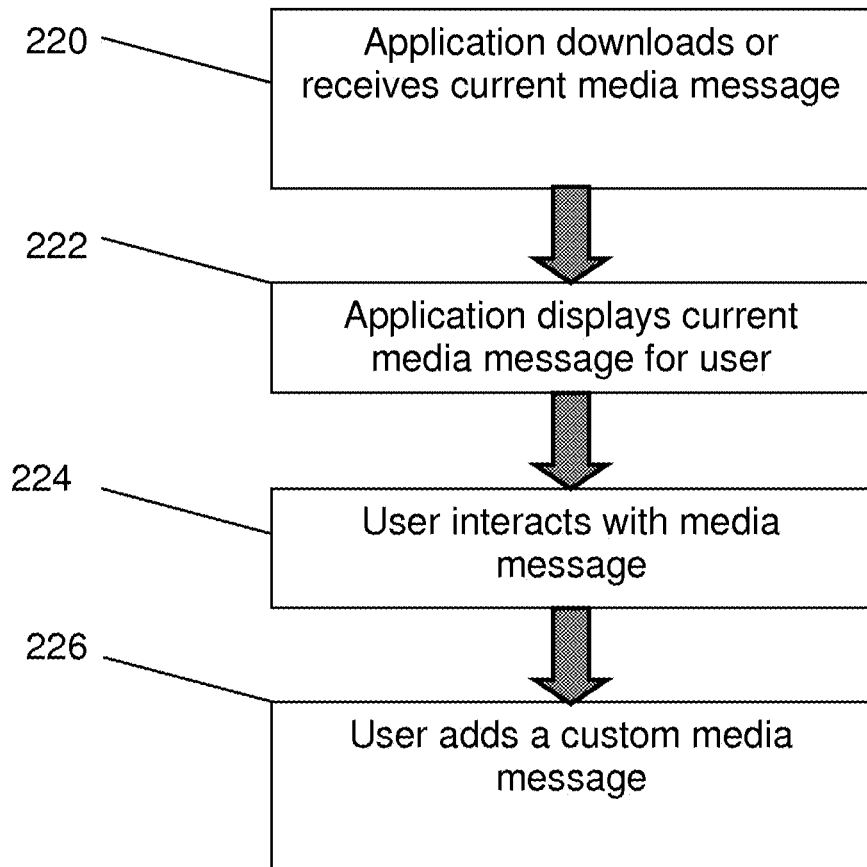 220
Application downloads or
receives current media message
222
Application displays current
media message for user
224
User interacts with media
message
226
User adds a custom media
message